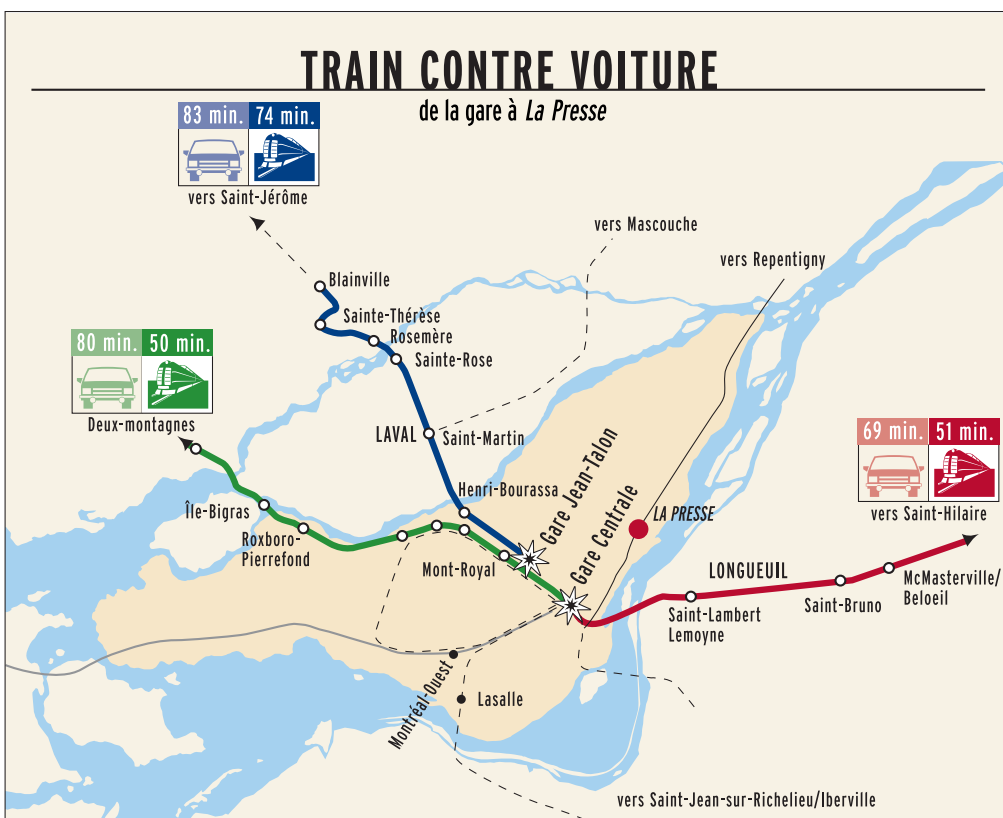 TRAIN CONTRE VOITURE
de la gare à La Presse
83 min. 74 min.
vers Saint-Jérôme
vers Mascouche
vers Repentigny
Blainville
Sainte-Thérèse
Rosemère
Sainte-Rose
80 min. 50 min.
Deux-montagnes
LAVAL
Saint-Martin
69 min. 51 min.
vers Saint-Hilaire
Henri-Bourassa
Gare Jean-Talon
Gare Centrale
LA PRESSE
Île-Bigras
Roxboro-
Pierrefond
Mont-Royal
LONGUEUIL
Saint-Lambert
Lemoyne
Saint-Bruno
McMasterville/
Beloeil
Montréal-Ouest
Lasalle
vers Saint-Jean-sur-Richelieu/Iberville